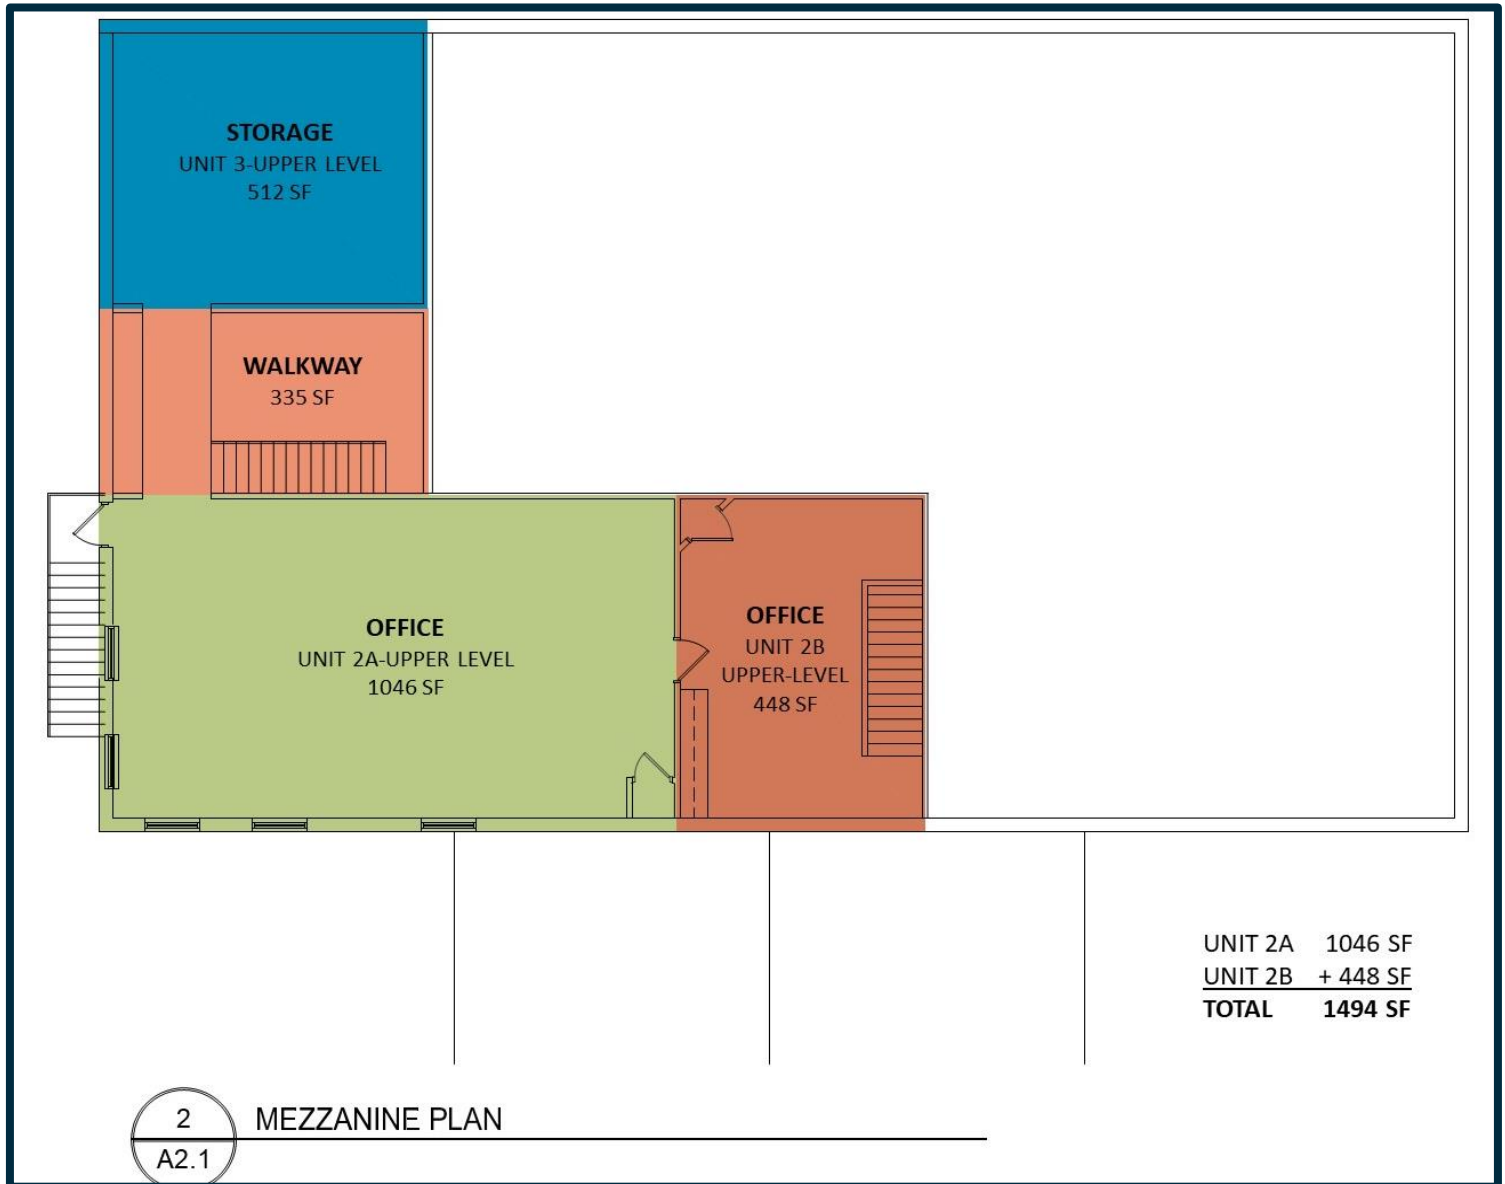 STORAGE
UNIT 3-UPPER LEVEL
512 SF
WALKWAY
335 SF
OFFICE
UNIT 2A-UPPER LEVEL
1046 SF
OFFICE
UNIT 2B
UPPER-LEVEL
448 SF
UNIT 2A 1046 SF
UNIT 2B + 448 SF
TOTAL 1494 SF
2
A2.1
MEZZANINE PLAN